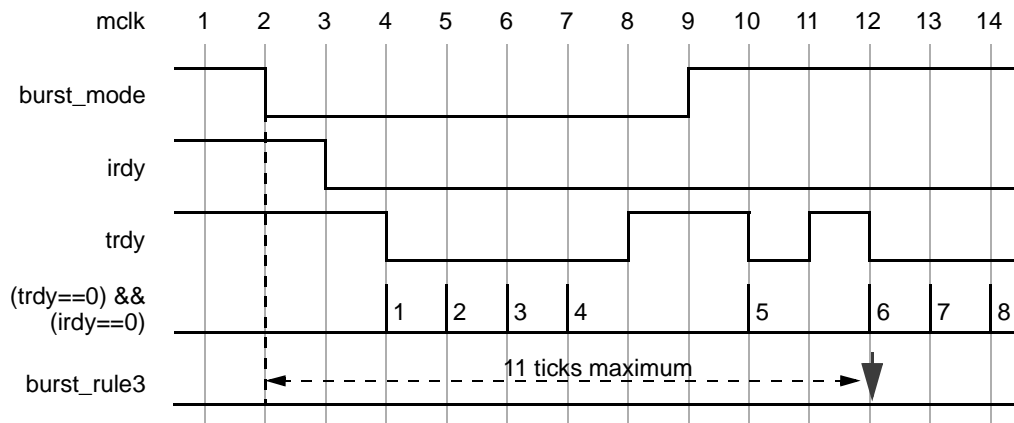 mclk 1 2 3 4 5 6 7 8 9 10 11 12 13 14
burst_mode
irdy
trdy
(trdy==0) &&
(irdy==0)
1 2 3 4 5 6 7 8
11 ticks maximum
burst_rule3